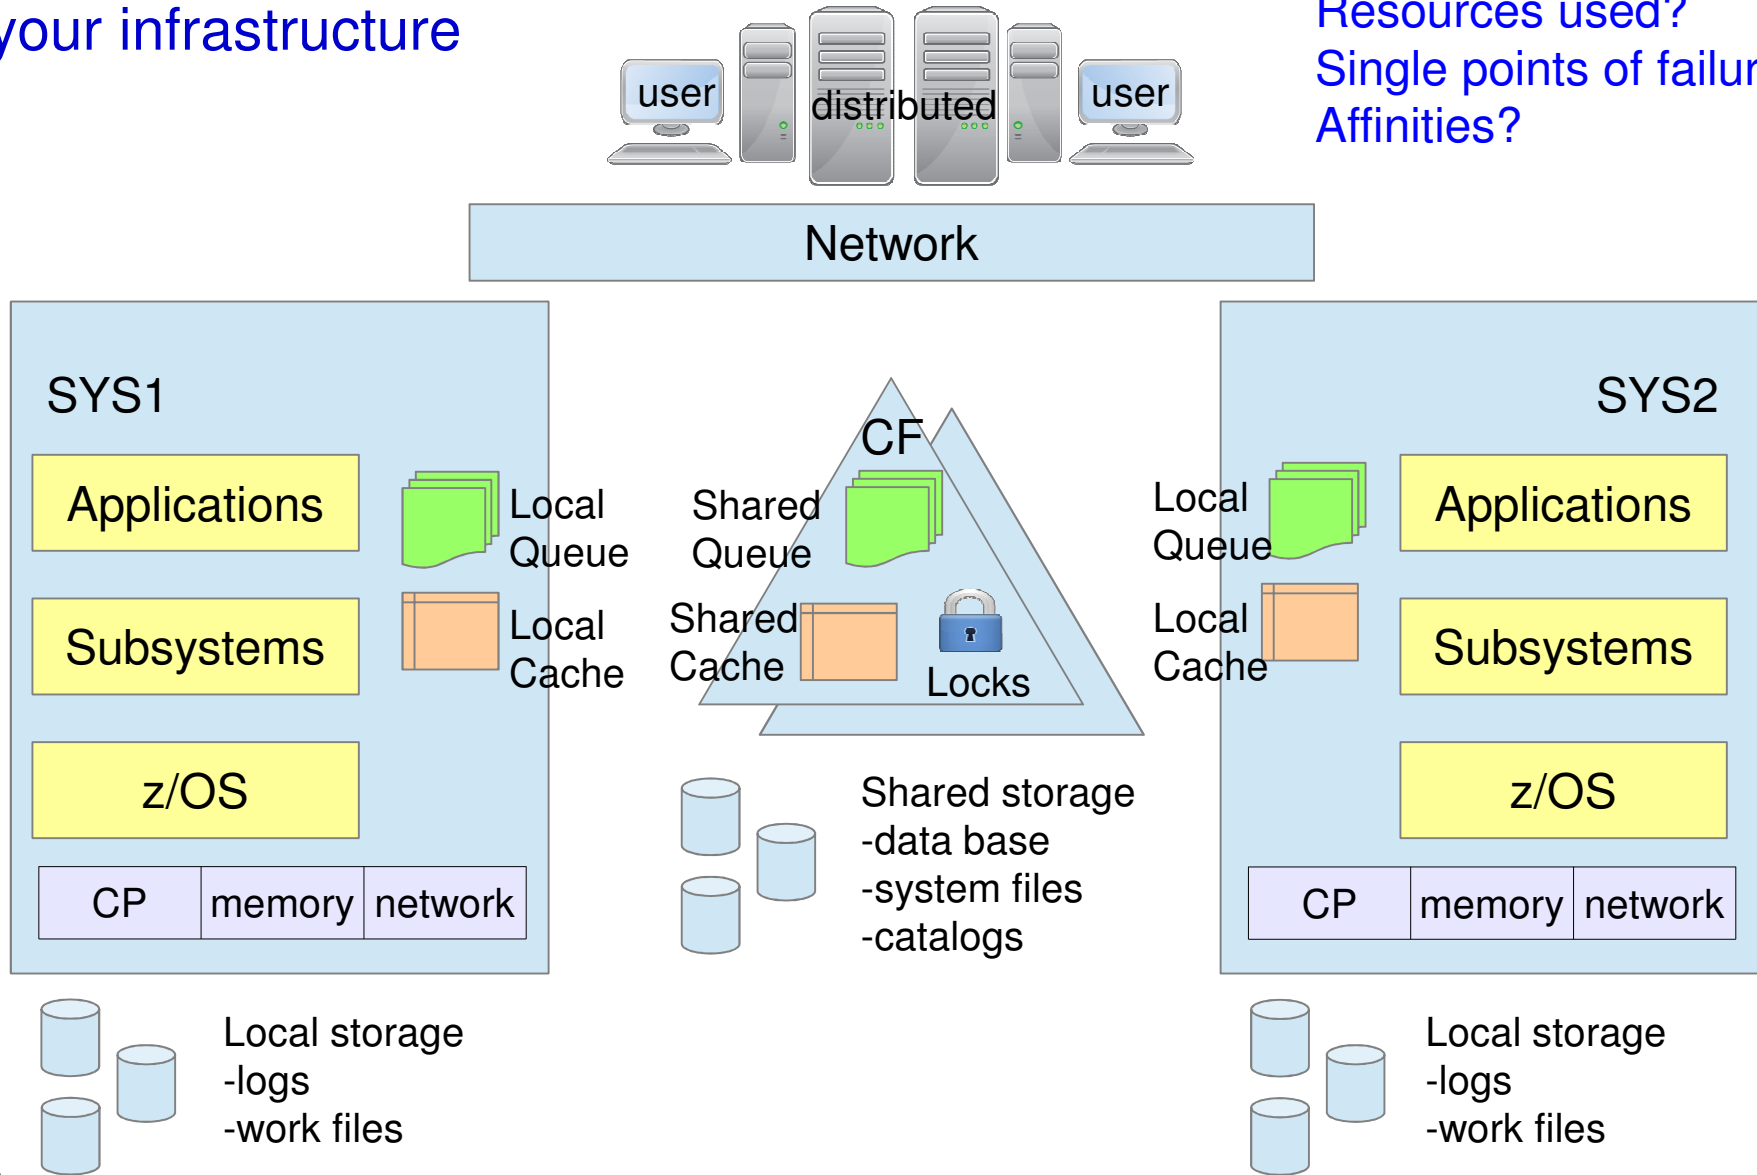 your infrastructure
Resources used?
Single points of failur
Affinities?
user
distributed
user
Network
SYS1
Applications
Subsystems
z/OS
CP
memory
network
Local
Queue
Local
Cache
CF
Shared
Queue
Shared
Cache
Locks
Local
Queue
Local
Cache
SYS2
Applications
Subsystems
z/OS
CP
memory
network
Shared storage
-data base
-system files
-catalogs
Local storage
-logs
-work files
Local storage
-logs
-work files